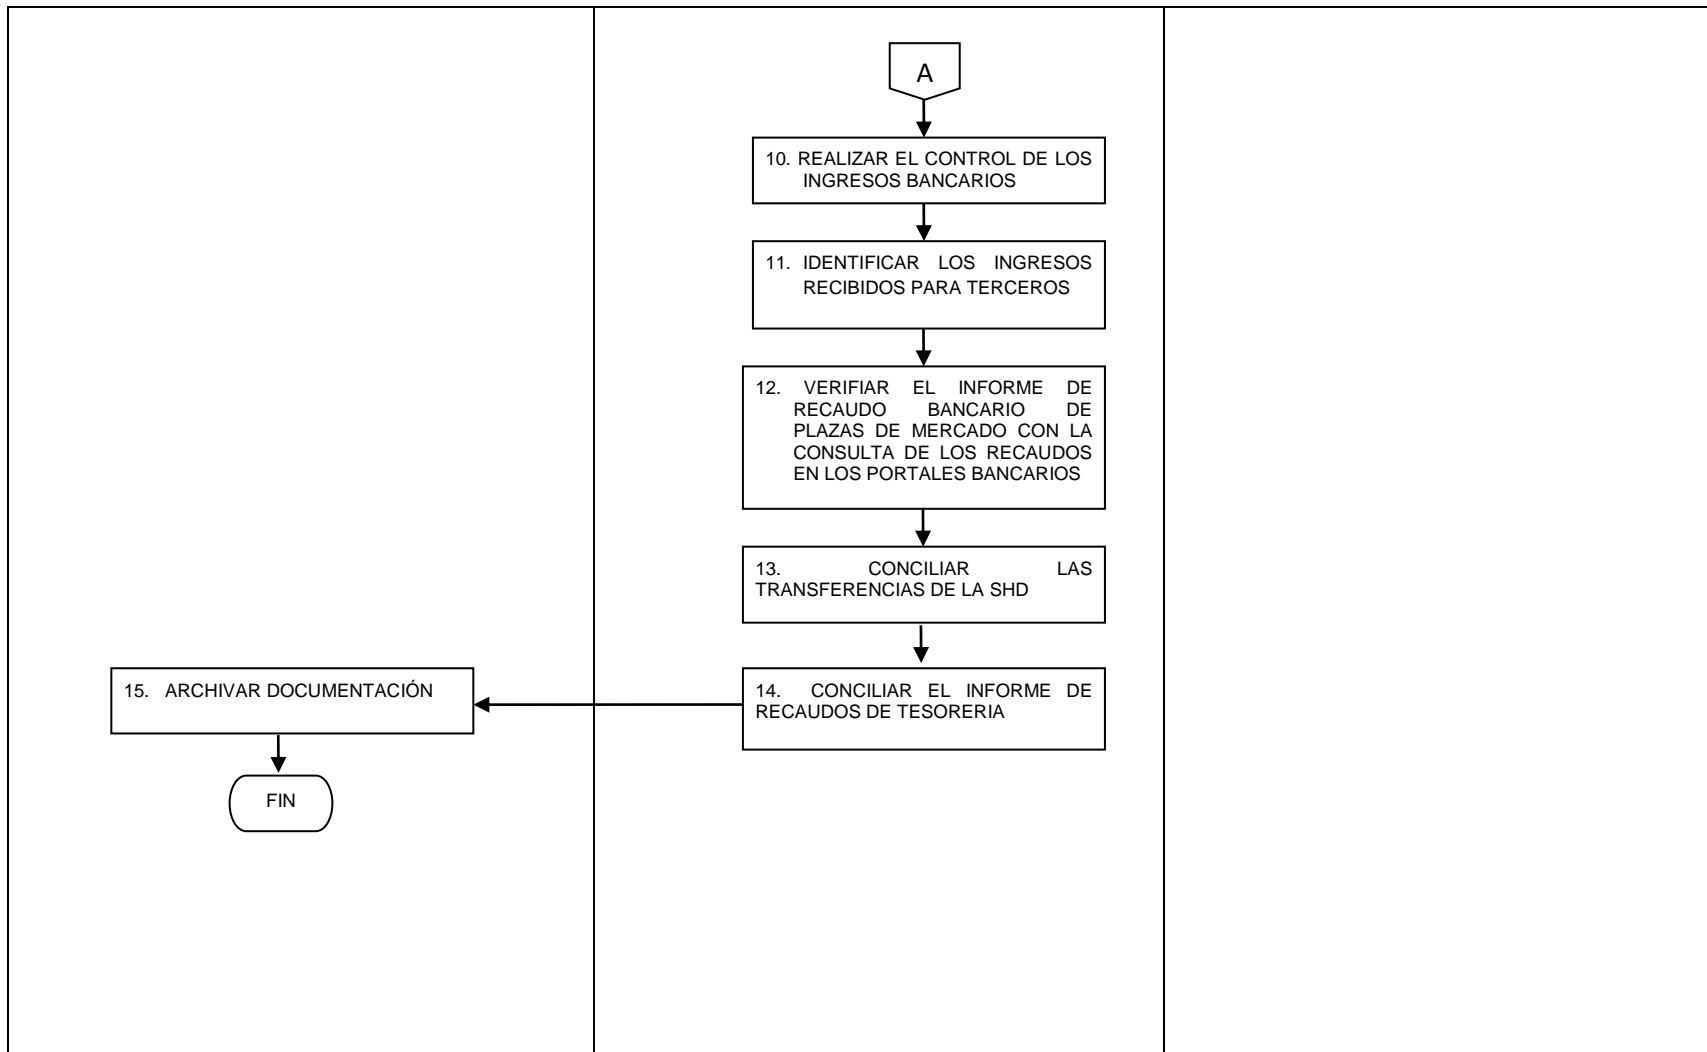 A
10. REALIZAR EL CONTROL DE LOS
INGRESOS BANCARIOS
11. IDENTIFICAR LOS INGRESOS
RECIBIDOS PARA TERCEROS
12. VERIFIAR EL INFORME DE
RECAUDO BANCARIO DE
PLAZAS DE MERCADO CON LA
CONSULTA DE LOS RECAUDOS
EN LOS PORTALES BANCARIOS
13. CONCILIAR LAS
TRANSFERENCIAS DE LA SHD
14. CONCILIAR EL INFORME DE
RECAUDOS DE TESORERIA
15. ARCHIVAR DOCUMENTACIÓN
FIN